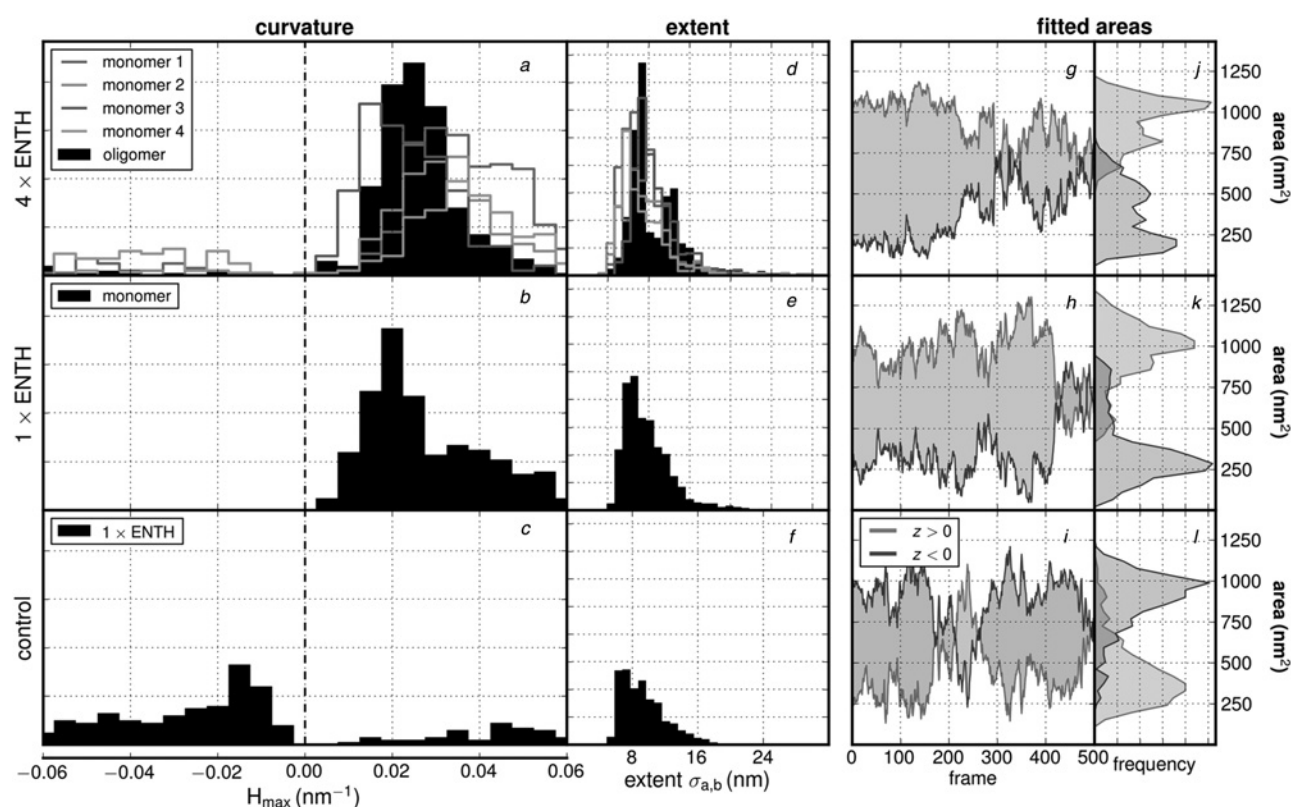 curvature
extent
fitted areas
4 × ENTH
monomer 1
monomer 2
monomer 3
monomer 4
oligomer
a
d
g
j
1250
1000
750
500
250
area (nm²)
1 × ENTH
monomer
b
e
h
k
1250
1000
750
500
250
area (nm²)
control
1 × ENTH
c
f
z > 0
z < 0
i
l
1250
1000
750
500
250
area (nm²)
−0.06 −0.04 −0.02 0.00 0.02 0.04 0.06
8 16 24
0 100 200 300 400 500
Hmax (nm⁻¹)
extent σa,b (nm)
frame
frequency